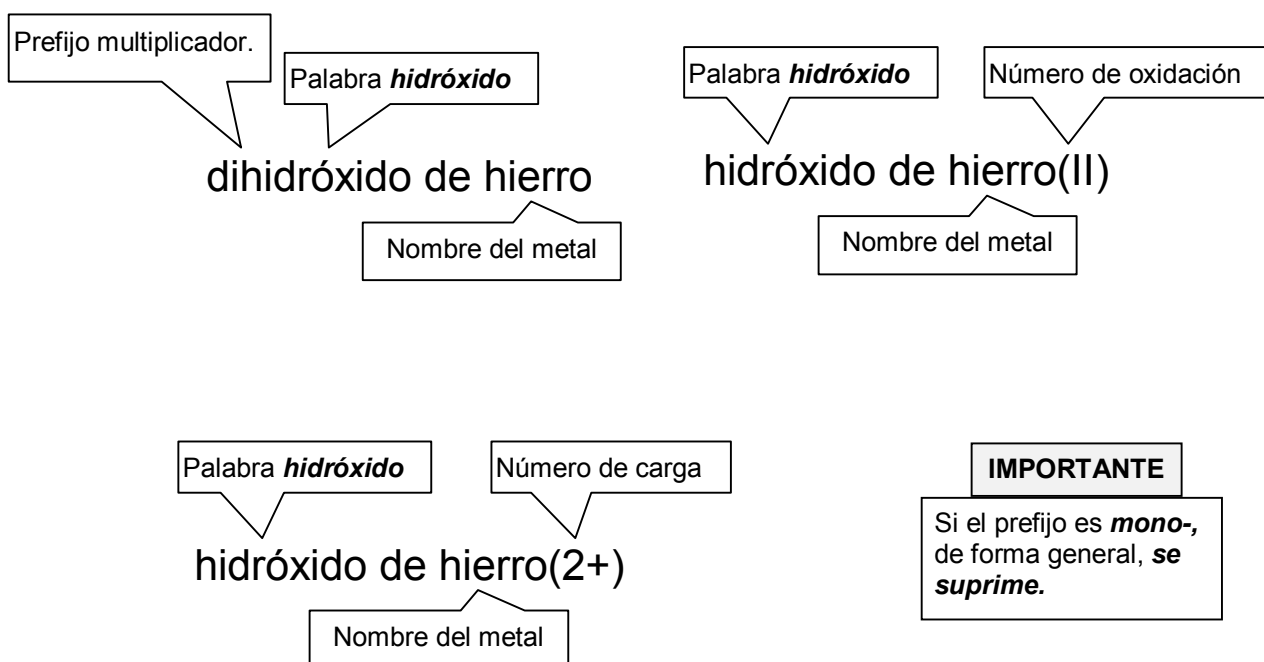 Prefijo multiplicador.
Palabra hidróxido
dihidróxido de hierro
Nombre del metal
Palabra hidróxido
Número de oxidación
hidróxido de hierro(II)
Nombre del metal
Palabra hidróxido
Número de carga
hidróxido de hierro(2+)
Nombre del metal
IMPORTANTE
Si el prefijo es mono-,
de forma general, se
suprime.